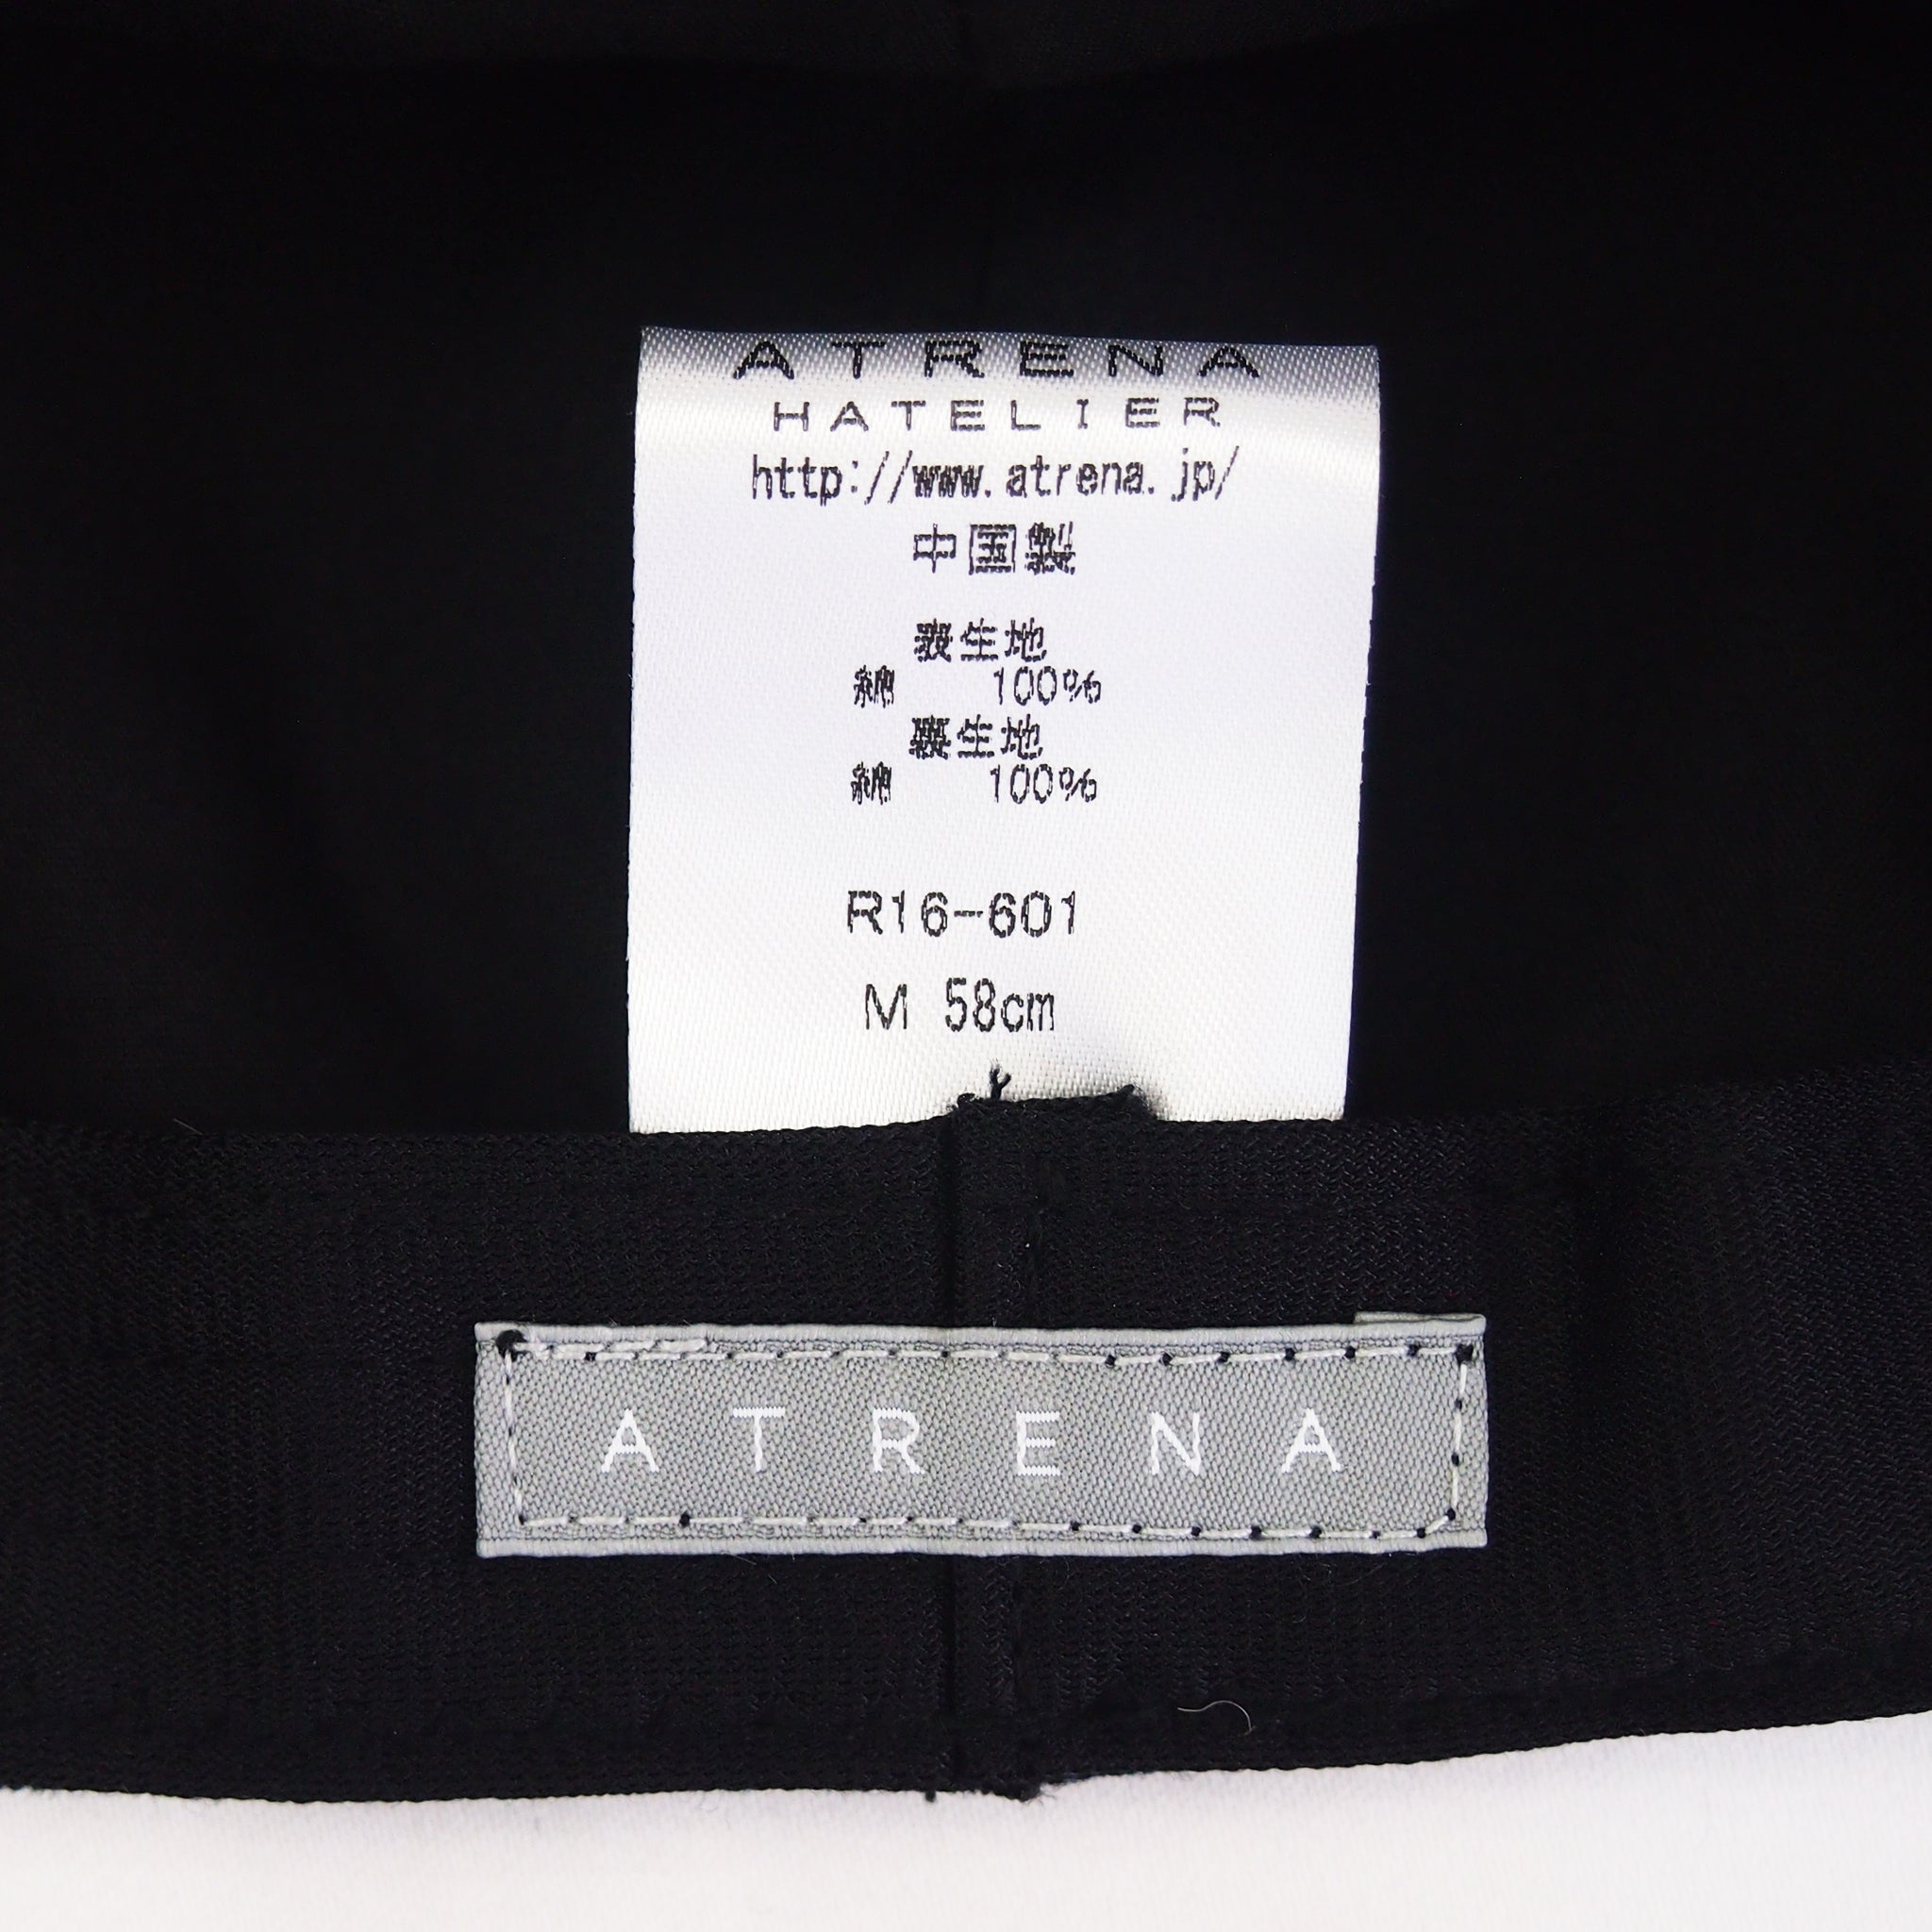 ATRENA
HATELIER
http://www.atrena.jp/
中国製
表生地
綿 100%
裏生地
綿 100%
R16-601
M 58cm
ATRENA